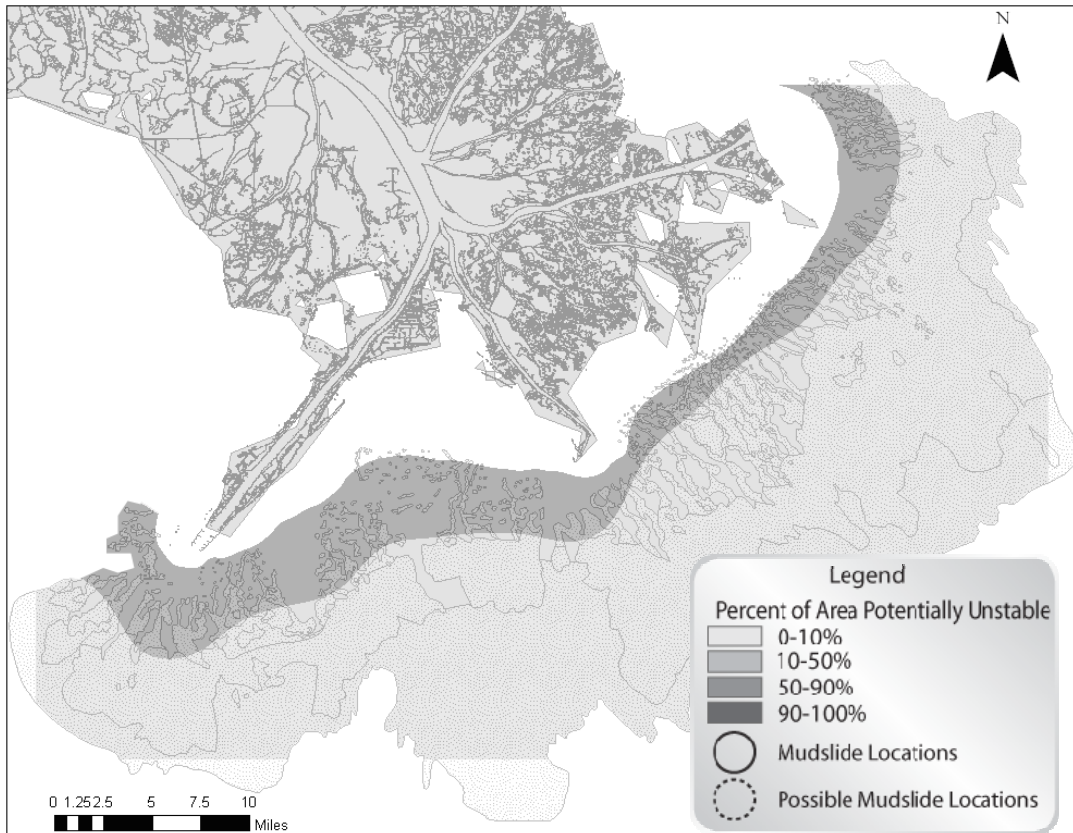 N
Legend
Percent of Area Potentially Unstable
0-10%
10-50%
50-90%
90-100%
Mudslide Locations
Possible Mudslide Locations
0 1.25 2.5 5 7.5 10
Miles